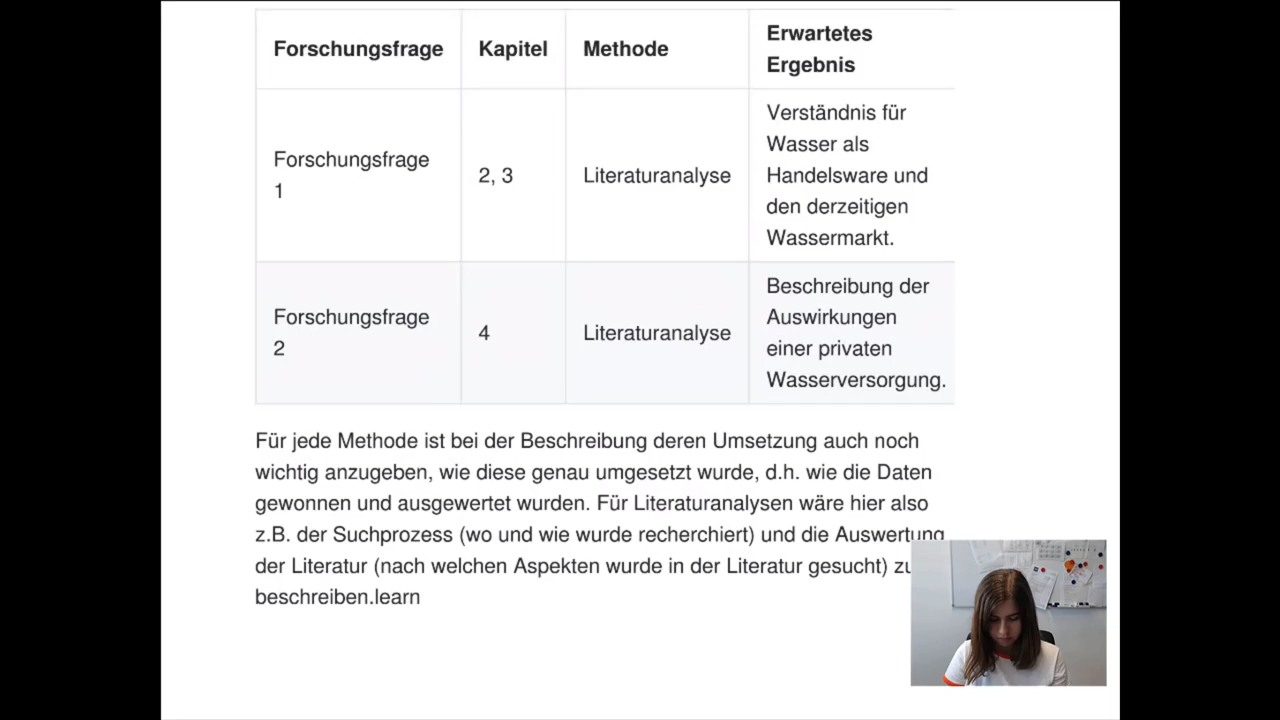 Forschungsfrage Kapitel Methode Erwartetes Ergebnis
Forschungsfrage 1
2, 3
Literaturanalyse
Verständnis für
Wasser als
Handelsware und
den derzeitigen
Wassermarkt.
Forschungsfrage 2
4
Literaturanalyse
Beschreibung der
Auswirkungen
einer privaten
Wasserversorgung.
Für jede Methode ist bei der Beschreibung deren Umsetzung auch noch
wichtig anzugeben, wie diese genau umgesetzt wurde, d.h. wie die Daten
gewonnen und ausgewertet wurden. Für Literaturanalysen wäre hier also
z.B. der Suchprozess (wo und wie wurde recherchiert) und die Auswertung
der Literatur (nach welchen Aspekten wurde in der Literatur gesucht) zu
beschreiben.learn